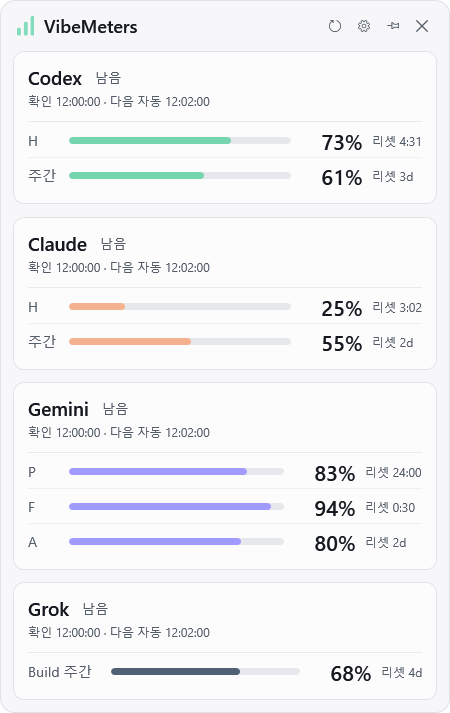 VibeMeters
Codex 남음
확인 12:00:00 · 다음 자동 12:02:00
H 73% 리셋 4:31
주간 61% 리셋 3d
Claude 남음
확인 12:00:00 · 다음 자동 12:02:00
H 25% 리셋 3:02
주간 55% 리셋 2d
Gemini 남음
확인 12:00:00 · 다음 자동 12:02:00
P 83% 리셋 24:00
F 94% 리셋 0:30
A 80% 리셋 2d
Grok 남음
확인 12:00:00 · 다음 자동 12:02:00
Build 주간 68% 리셋 4d